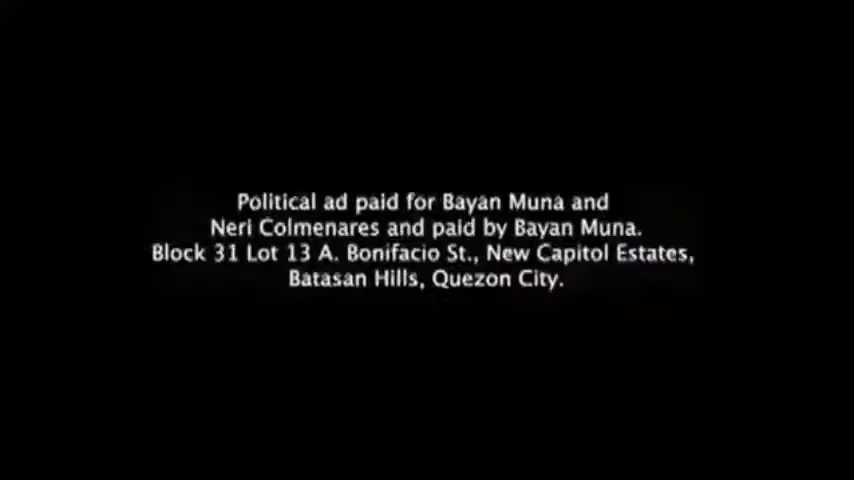 Political ad paid for Bayan Muna and
Neri Colmenares and paid by Bayan Muna.
Block 31 Lot 13 A. Bonifacio St., New Capitol Estates,
Batasan Hills, Quezon City.